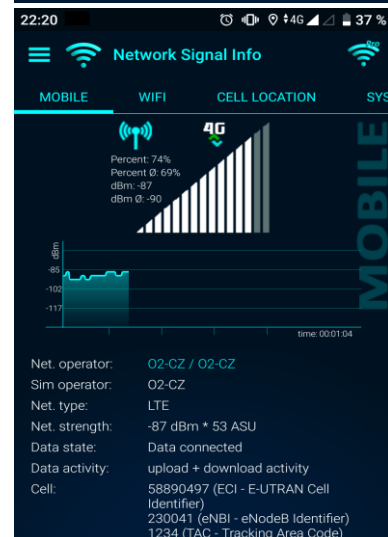 22:20 4G 37 %
Network Signal Info Pro
MOBILE WIFI CELL LOCATION SYS
4G
Percent: 74%
Percent Ø: 69%
dBm: -87
dBm Ø: -90
MOBILE
dBm
-85
-102
-117
time: 00:01:04
Net. operator: O2-CZ / O2-CZ
Sim operator: O2-CZ
Net. type: LTE
Net. strength: -87 dBm * 53 ASU
Data state: Data connected
Data activity: upload + download activity
Cell: 58890497 (ECI - E-UTRAN Cell
Identifier)
230041 (eNBI - eNodeB Identifier)
1234 (TAC - Tracking Area Code)